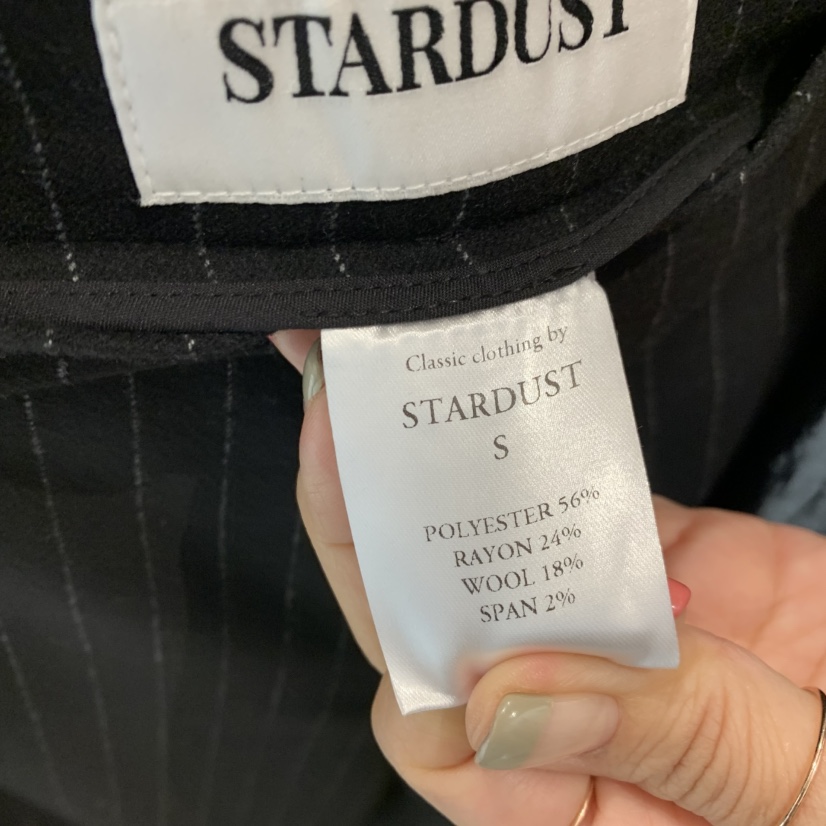 STARDUST
Classic clothing by
STARDUST
S
POLYESTER 56%
RAYON 24%
WOOL 18%
SPAN 2%